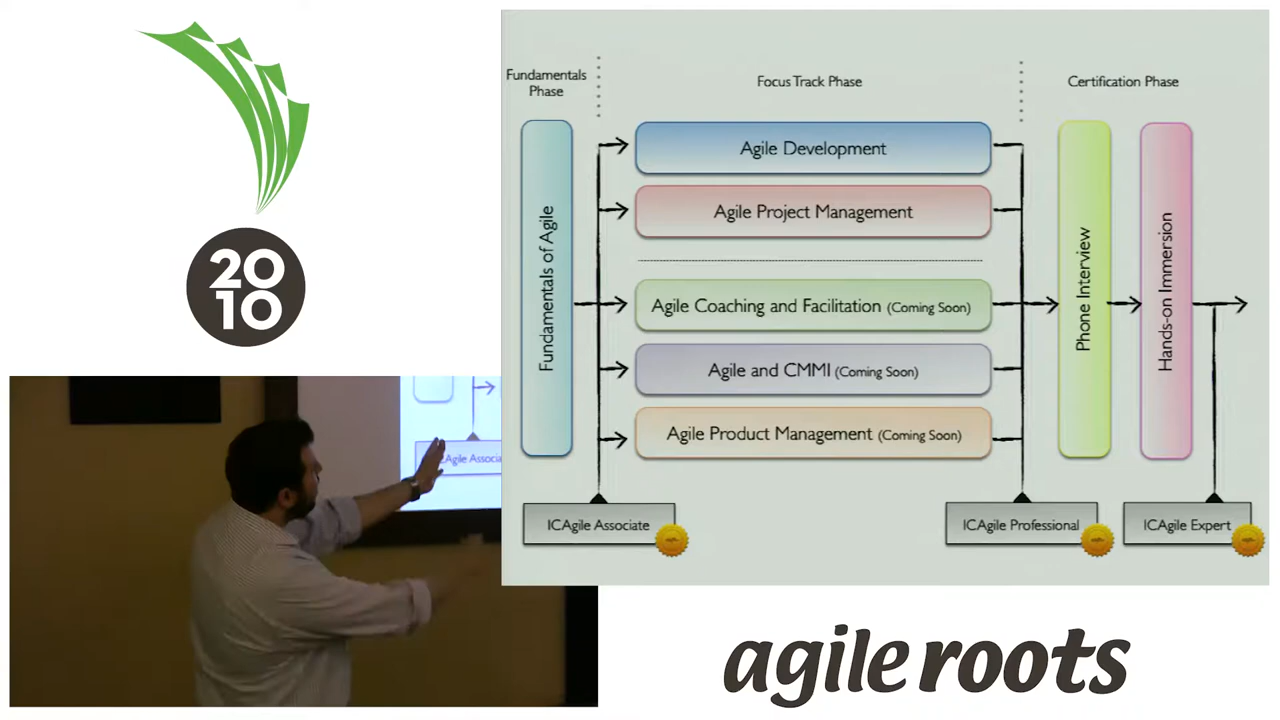 20
10
Fundamentals
Phase
Focus Track Phase
Certification Phase
Fundamentals of Agile
Agile Development
Agile Project Management
Agile Coaching and Facilitation (Coming Soon)
Agile and CMMI (Coming Soon)
Agile Product Management (Coming Soon)
Phone Interview
Hands-on Immersion
ICAgile Associate
ICAgile Professional
ICAgile Expert
agile roots